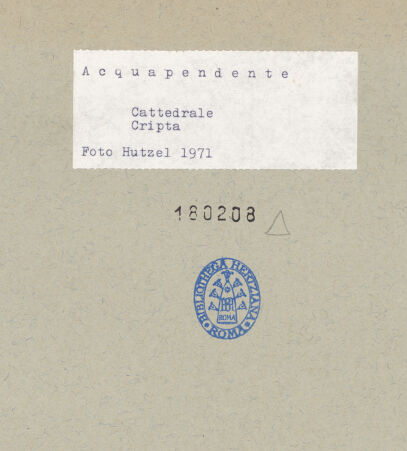 Acquapendente
Cattedrale
Cripta
Foto Hutzel 1971
180208
BIBLIOTHECA HERTZIANA
ROMA
ROMA